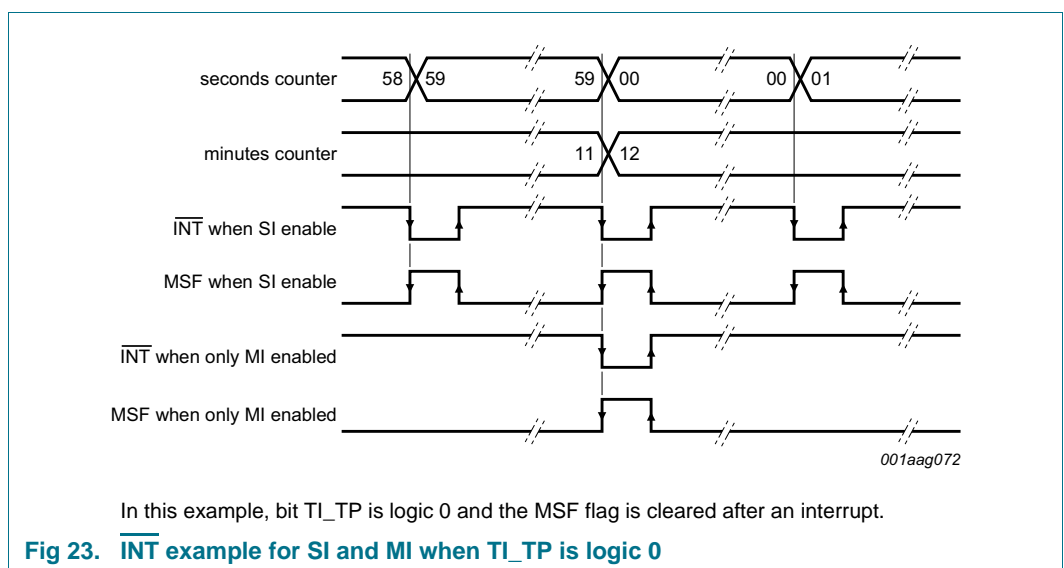 seconds counter 58 59 59 00 00 01
minutes counter 11 12
INT when SI enable
MSF when SI enable
INT when only MI enabled
MSF when only MI enabled
001aag072
In this example, bit TI_TP is logic 0 and the MSF flag is cleared after an interrupt.
Fig 23. INT example for SI and MI when TI_TP is logic 0